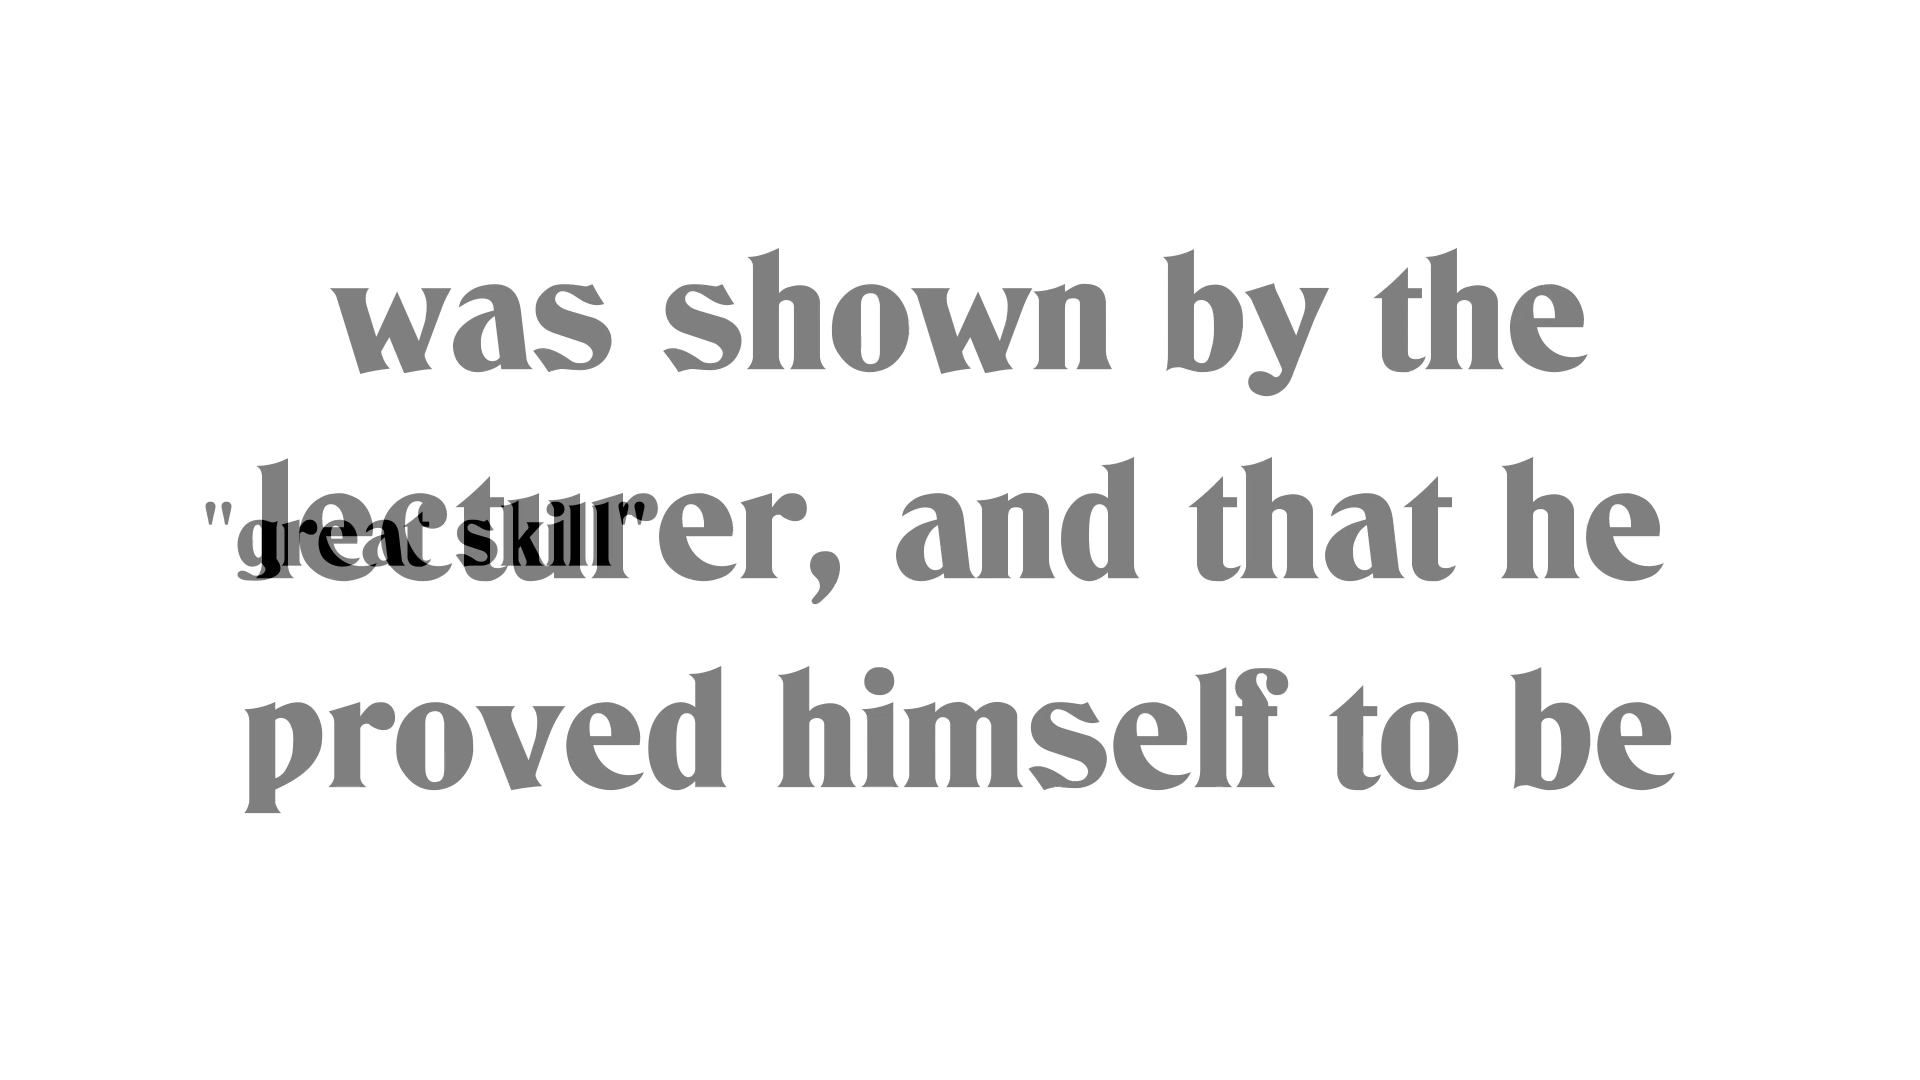 was shown by the
lecturer, and that he
"great skill"
proved himself to be